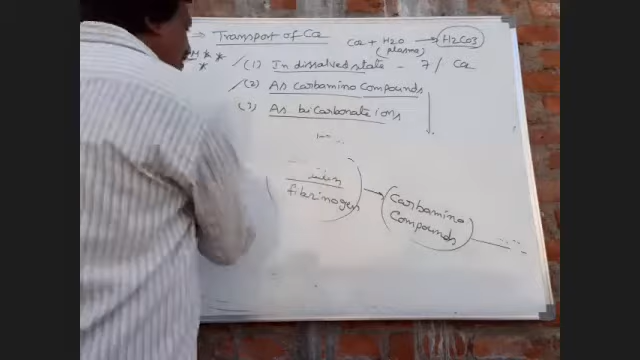 Transport of Co2
Co2 + H2O → H2CO3
(plasma)
(1) In dissolved state - 7 / Co2
(2) As Carbamino Compounds
(3) As bicarbonate ions
fibrinogen
Carbamino
Compounds